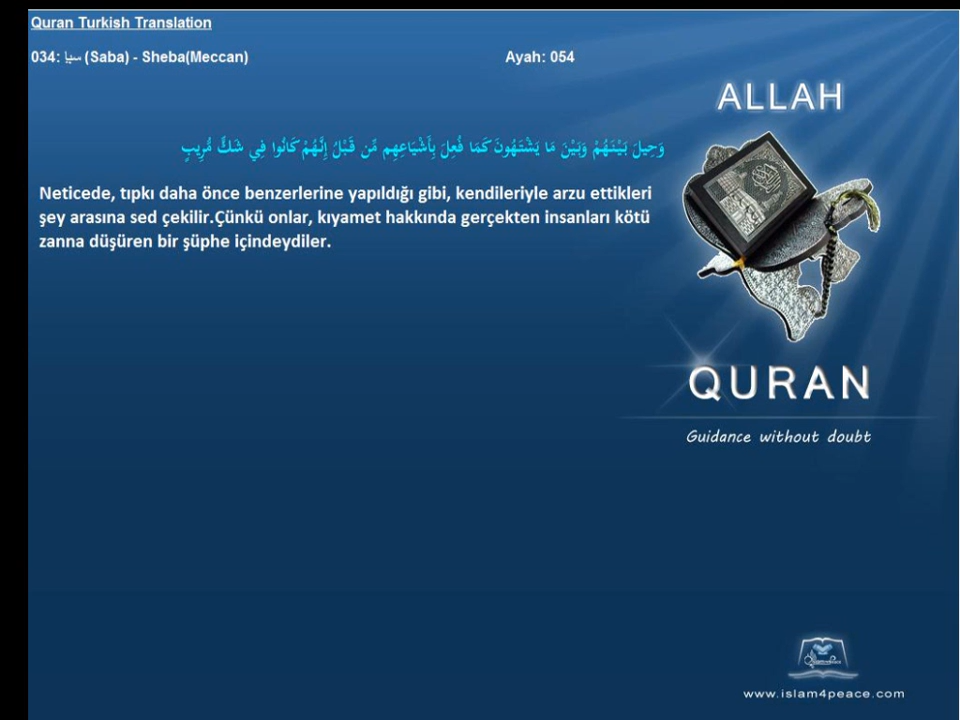 Quran Turkish Translation
034: سبإ (Saba) - Sheba(Meccan) Ayah: 054
وَحِيلَ بَيْنَهُمْ وَبَيْنَ مَا يَشْتَهُونَ كَمَا فُعِلَ بِأَشْيَاعِهِم مِّن قَبْلُ إِنَّهُمْ كَانُوا فِي شَكٍّ مُّرِيبٍ
Neticede, tıpkı daha önce benzerlerine yapıldığı gibi, kendileriyle arzu ettikleri
şey arasına sed çekilir.Çünkü onlar, kıyamet hakkında gerçekten insanları kötü
zanna düşüren bir şüphe içindeydiler.
ALLAH
QURAN
Guidance without doubt
www.islam4peace.com